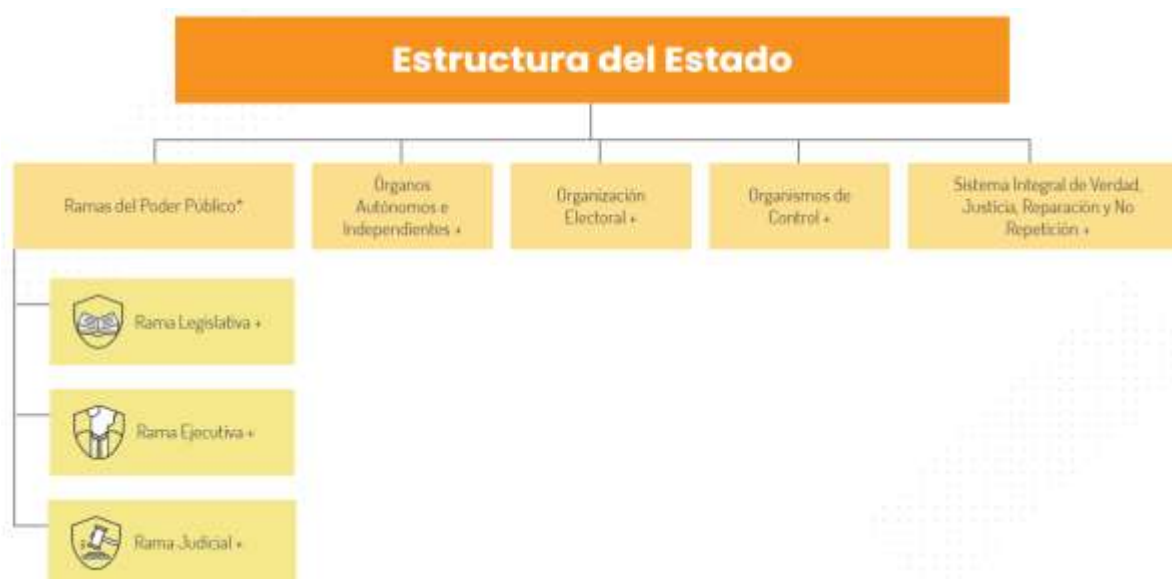 Estructura del Estado
Ramas del Poder Público*
Órganos
Autónomos e
Independientes +
Organización
Electoral +
Organismos de
Control +
Sistema Integral de Verdad,
Justicia, Reparación y No
Repetición +
Rama Legislativa +
Rama Ejecutiva +
Rama Judicial +